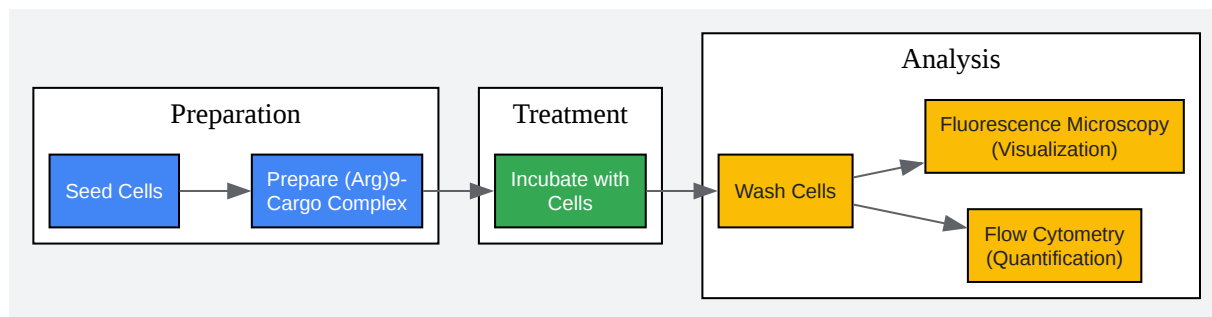 Preparation
Seed Cells
Prepare (Arg)9-
Cargo Complex
Treatment
Incubate with
Cells
Analysis
Wash Cells
Fluorescence Microscopy
(Visualization)
Flow Cytometry
(Quantification)